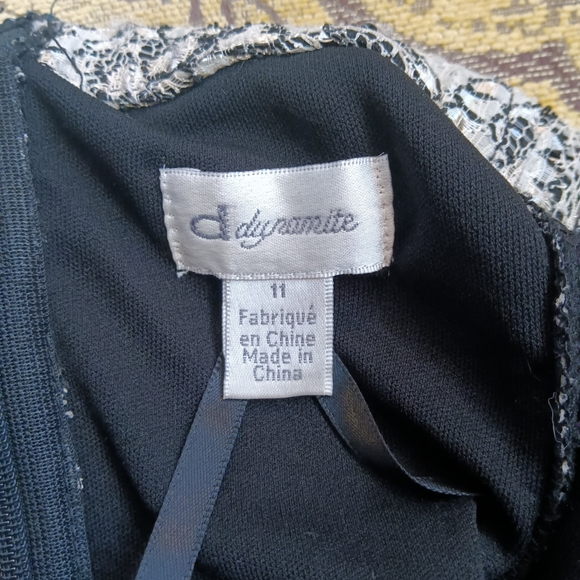 dynamite
11
Fabriqué
en Chine
Made in
China